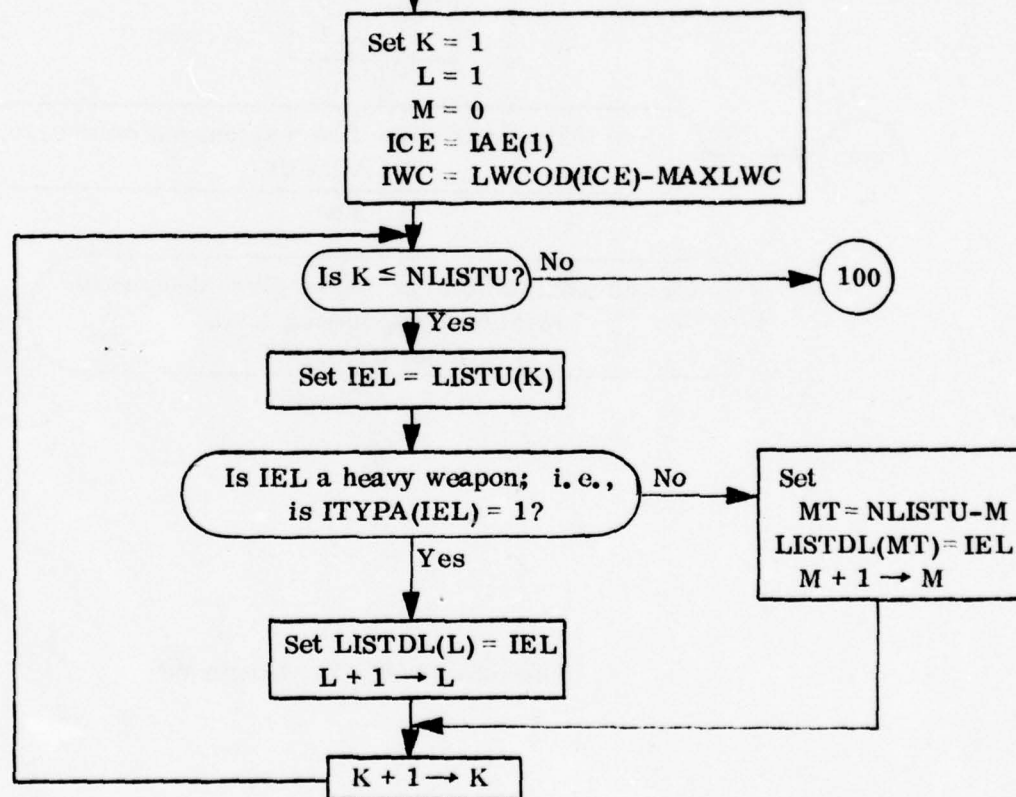 Set K = 1
L = 1
M = 0
ICE = IAE(1)
IWC = LWCOD(ICE)-MAXLWC
Is K ≤ NLISTU?
No
100
Yes
Set IEL = LISTU(K)
Is IEL a heavy weapon; i.e.,
is ITYPA(IEL) = 1?
No
Set
MT = NLISTU-M
LISTDL(MT) = IEL
M + 1 → M
Yes
Set LISTDL(L) = IEL
L + 1 → L
K + 1 → K